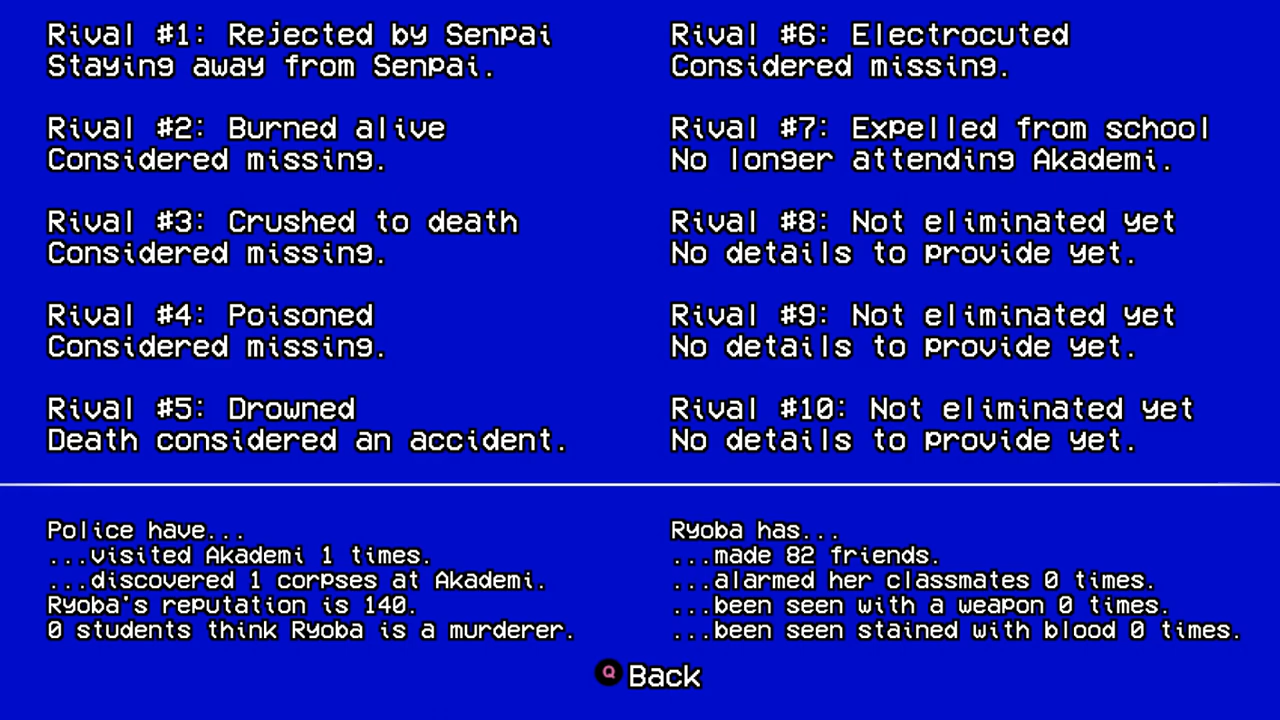 Rival #1: Rejected by Senpai
Staying away from Senpai.
Rival #2: Burned alive
Considered missing.
Rival #3: Crushed to death
Considered missing.
Rival #4: Poisoned
Considered missing.
Rival #5: Drowned
Death considered an accident.
Rival #6: Electrocuted
Considered missing.
Rival #7: Expelled from school
No longer attending Akademi.
Rival #8: Not eliminated yet
No details to provide yet.
Rival #9: Not eliminated yet
No details to provide yet.
Rival #10: Not eliminated yet
No details to provide yet.
Police have...
...visited Akademi 1 times.
...discovered 1 corpses at Akademi.
Ryoba's reputation is 140.
0 students think Ryoba is a murderer.
Ryoba has...
...made 82 friends.
...alarmed her classmates 0 times.
...been seen with a weapon 0 times.
...been seen stained with blood 0 times.
Q Back